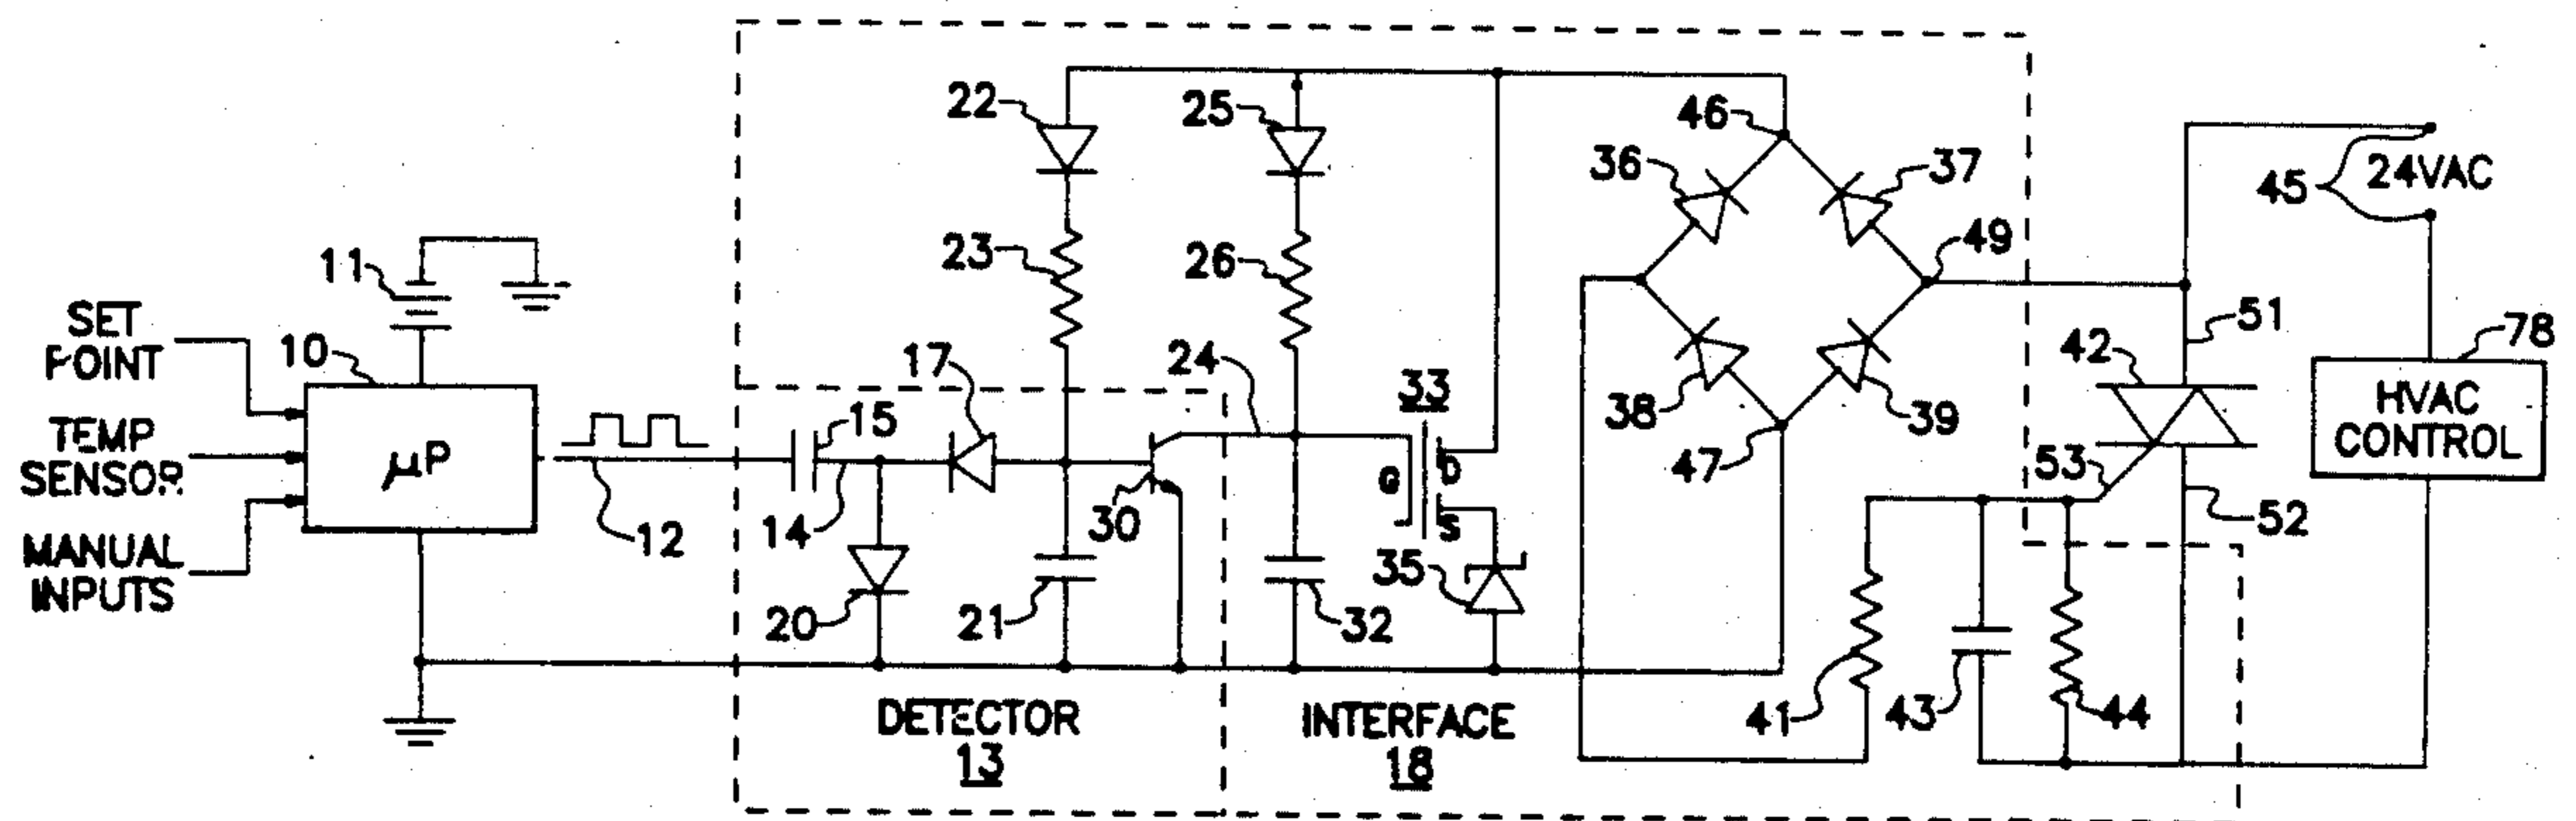 22
25
46
36
37
24VAC
45
11
23
26
49
SET
POINT
10
51
78
42
17
24
33
TEMP
SENSOR
µP
15
38
39
HVAC
CONTROL
G
D
S
47
53
MANUAL
INPUTS
12
14
30
52
35
20
21
32
41
43
44
DETECTOR
13
INTERFACE
18